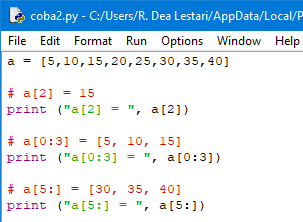 coba2.py - C:/Users/R. Dea Lestari/AppData/Local/P
File Edit Format Run Options Window Help
a = [5,10,15,20,25,30,35,40]
# a[2] = 15
print ("a[2] = ", a[2])
# a[0:3] = [5, 10, 15]
print ("a[0:3] = ", a[0:3])
# a[5:] = [30, 35, 40]
print ("a[5:] = ", a[5:])